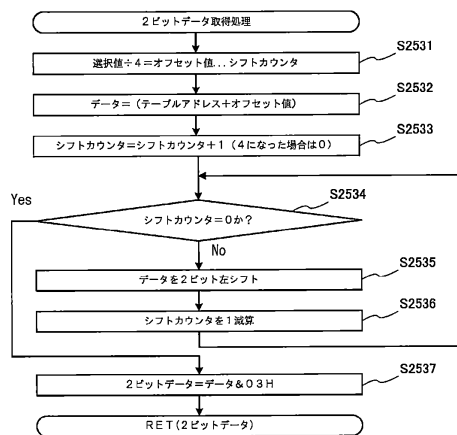 2ビットデータ取得処理
S2531
選択値÷4=オフセット値...シフトカウンタ
S2532
データ=(テーブルアドレス+オフセット値)
S2533
シフトカウンタ=シフトカウンタ+1(4になった場合は0)
Yes
S2534
シフトカウンタ=0か?
No
S2535
データを2ビット左シフト
S2536
シフトカウンタを1減算
S2537
2ビットデータ=データ&03H
RET(2ビットデータ)